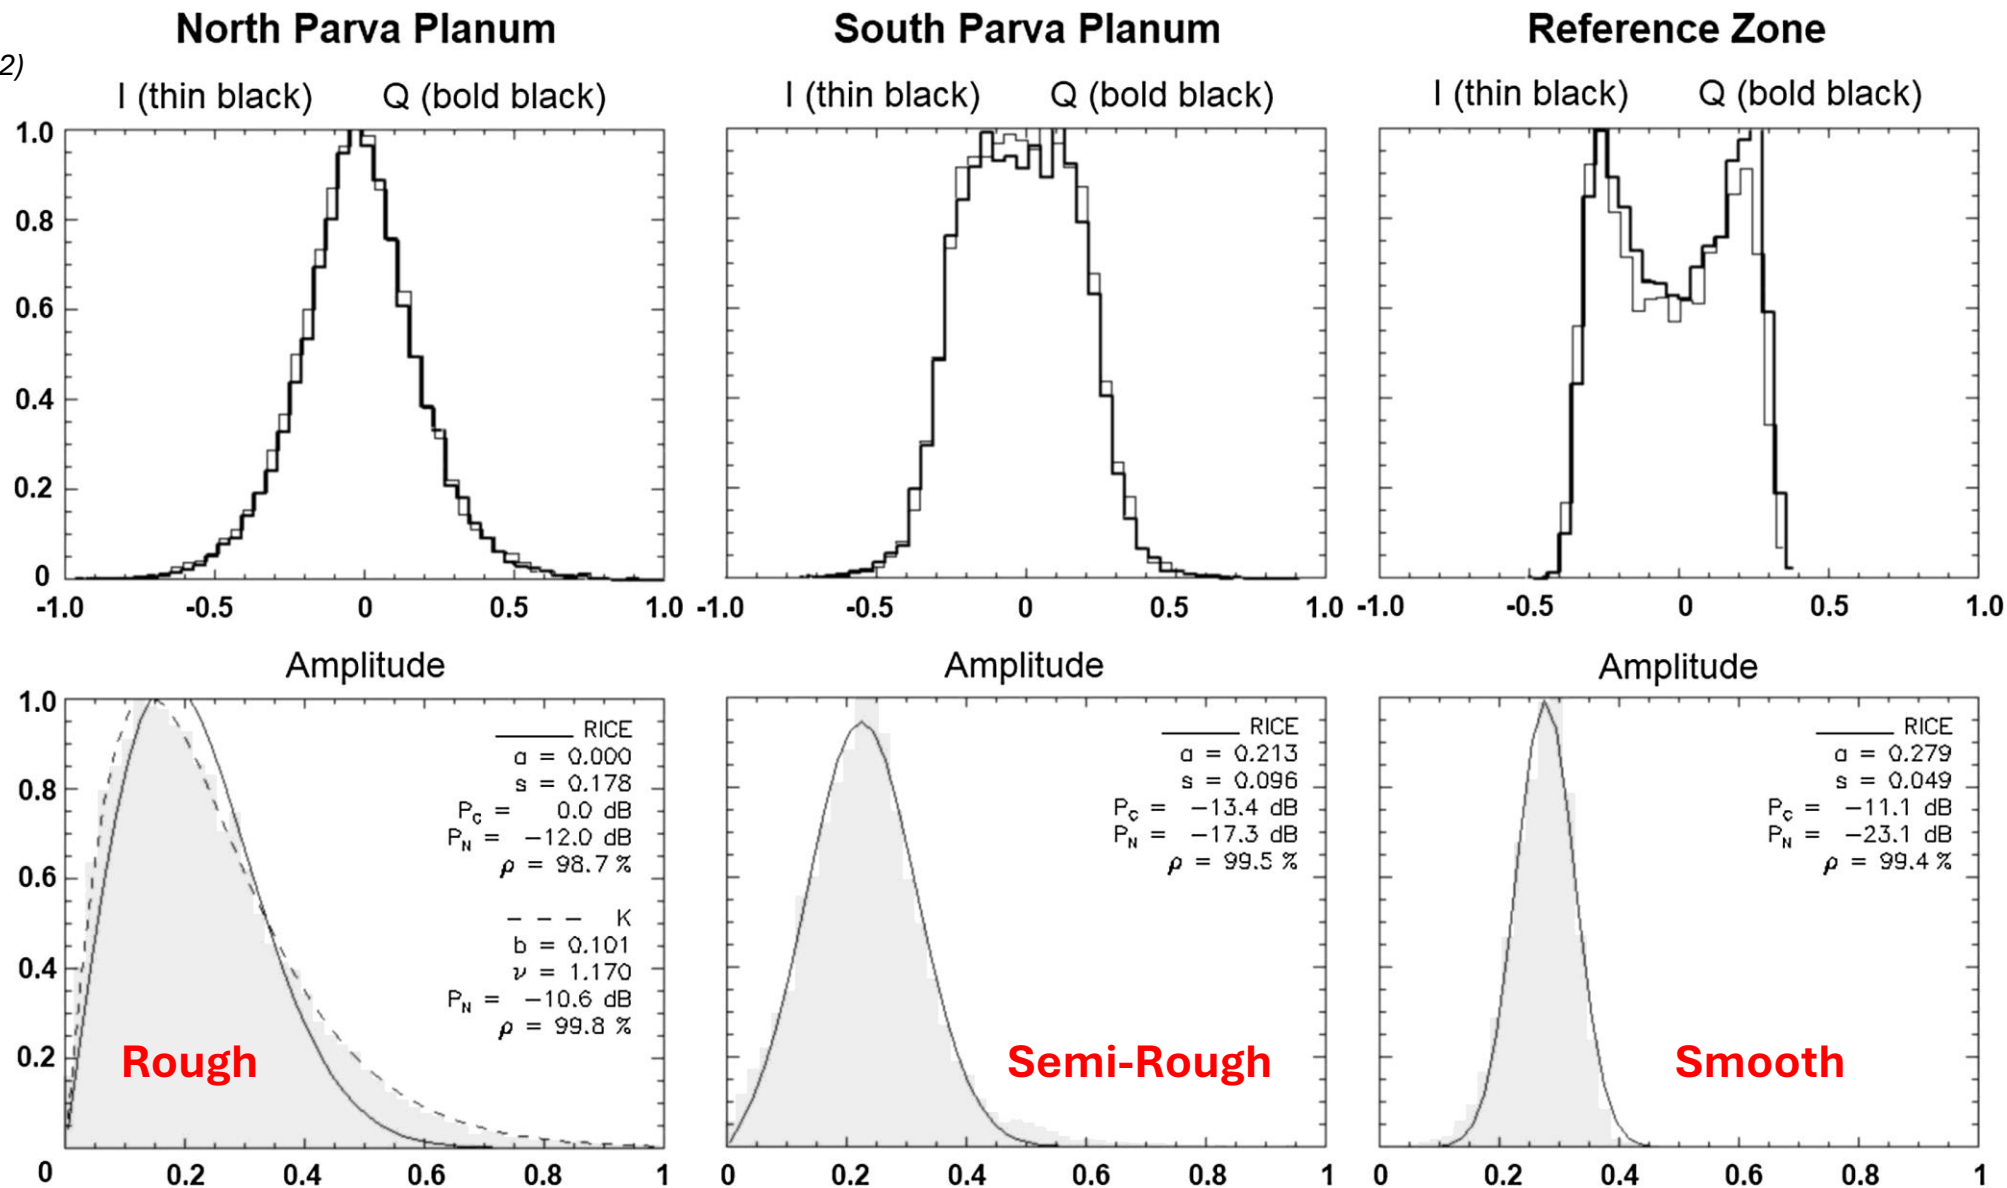 North Parva Planum South Parva Planum Reference Zone
2)
I (thin black) Q (bold black) I (thin black) Q (bold black) I (thin black) Q (bold black)
1.0
0.8
0.6
0.4
0.2
0
-1.0 -0.5 0 0.5 1.0 -1.0 -0.5 0 0.5 1.0 -1.0 -0.5 0 0.5 1.0
Amplitude Amplitude Amplitude
1.0
0.8
0.6
0.4
0.2
0
RICE
a = 0.000
s = 0.178
PC = 0.0 dB
PN = −12.0 dB
ρ = 98.7 %
K
b = 0.101
ν = 1.170
PN = −10.6 dB
ρ = 99.8 %
Rough
0.2 0.4 0.6 0.8 1
RICE
a = 0.213
s = 0.096
PC = −13.4 dB
PN = −17.3 dB
ρ = 99.5 %
Semi-Rough
0 0.2 0.4 0.6 0.8 1
RICE
a = 0.279
s = 0.049
PC = −11.1 dB
PN = −23.1 dB
ρ = 99.4 %
Smooth
0 0.2 0.4 0.6 0.8 1